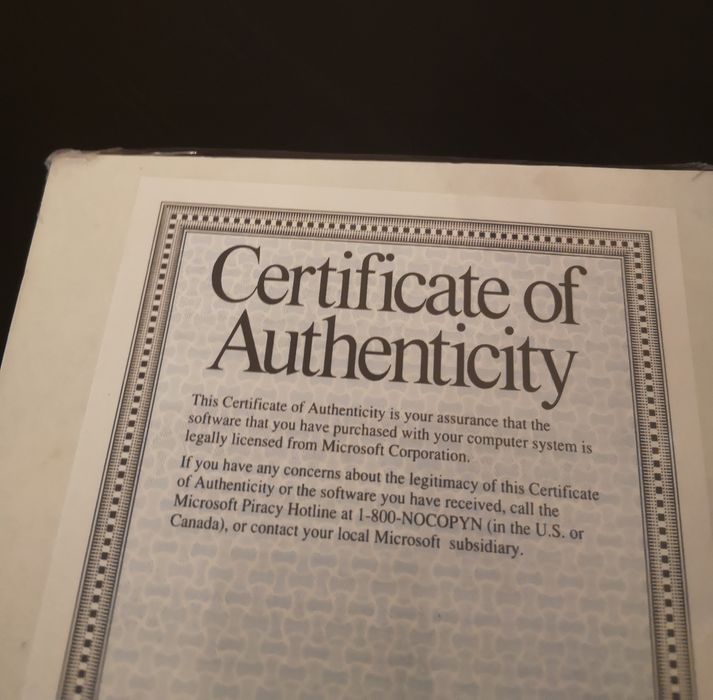 Certificate of
Authenticity
This Certificate of Authenticity is your assurance that the
software that you have purchased with your computer system is
legally licensed from Microsoft Corporation.
If you have any concerns about the legitimacy of this Certificate
of Authenticity or the software you have received, call the
Microsoft Piracy Hotline at 1-800-NOCOPYN (in the U.S. or
Canada), or contact your local Microsoft subsidiary.